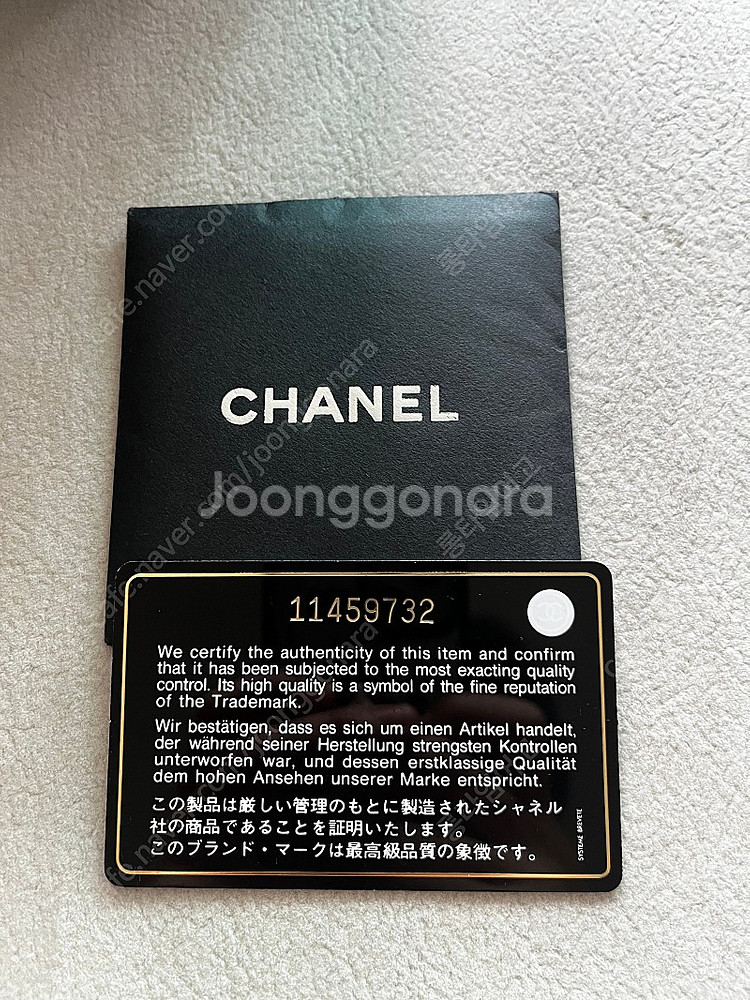 CHANEL
Joonggonara
11459732
We certify the authenticity of this item and confirm
that it has been subjected to the most exacting quality
control. Its high quality is a symbol of the fine reputation
of the Trademark.
Wir bestätigen, dass es sich um einen Artikel handelt,
der während seiner Herstellung strengsten Kontrollen
unterworfen war, und dessen erstklassige Qualität
dem hohen Ansehen unserer Marke entspricht.
この製品は厳しい管理のもとに製造されたシャネル
社の商品であることを証明いたします。
このブランド・マークは最高級品質の象徴です。
SYSTEME BREVETE